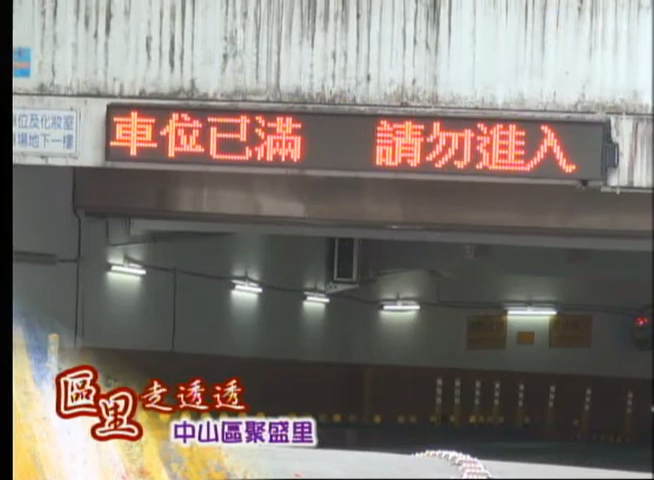 車位已滿 請勿進入
位及化妝室
場地下一樓
區里走透透
中山區聚盛里